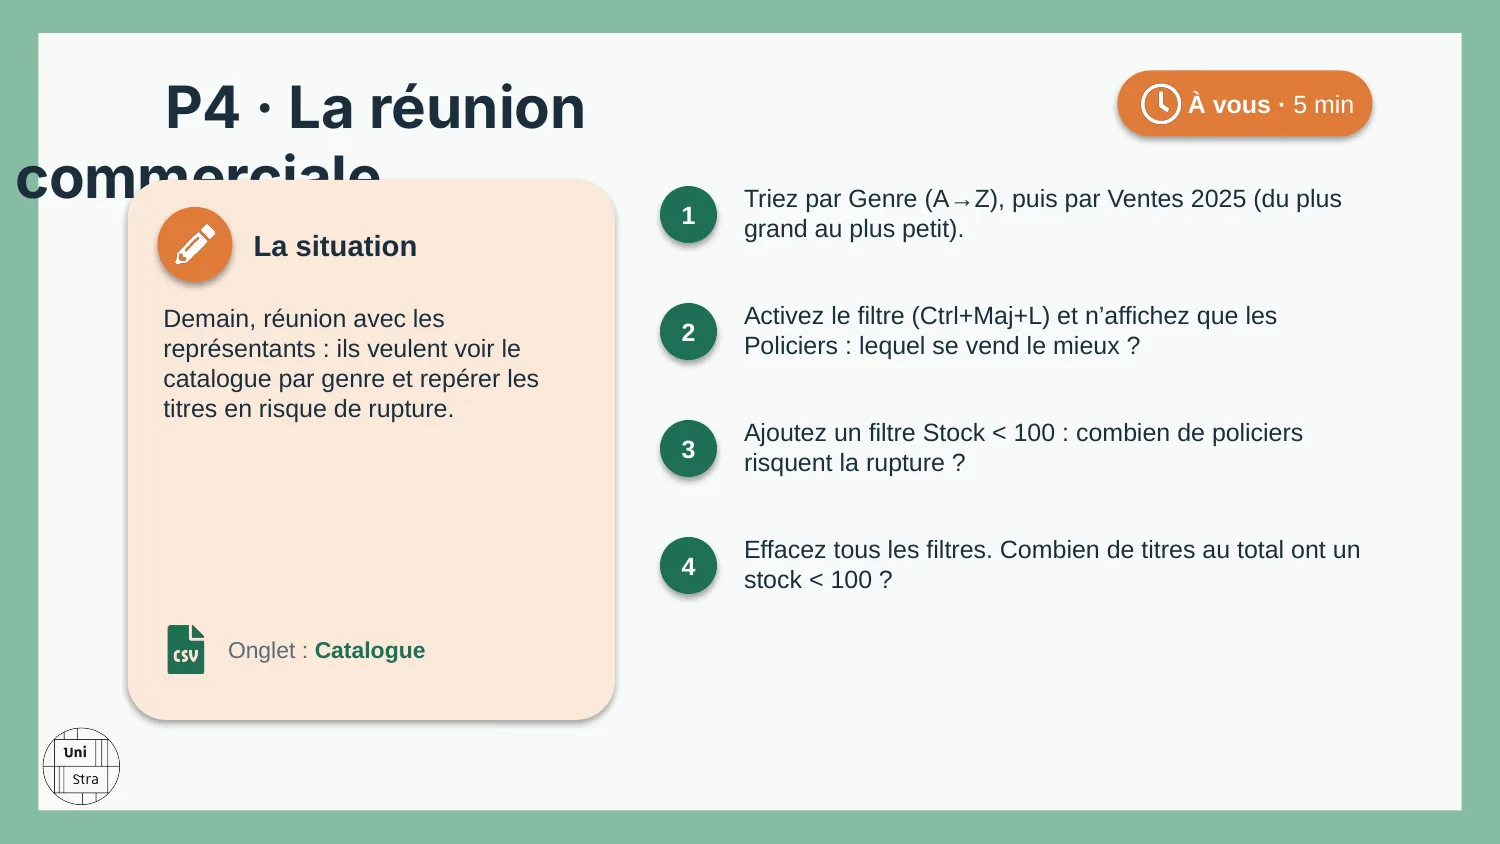 P4 · La réunion
commerciale
À vous · 5 min
La situation
Demain, réunion avec les
représentants : ils veulent voir le
catalogue par genre et repérer les
titres en risque de rupture.
CSV
Onglet : Catalogue
1
Triez par Genre (A→Z), puis par Ventes 2025 (du plus
grand au plus petit).
2
Activez le filtre (Ctrl+Maj+L) et n’affichez que les
Policiers : lequel se vend le mieux ?
3
Ajoutez un filtre Stock < 100 : combien de policiers
risquent la rupture ?
4
Effacez tous les filtres. Combien de titres au total ont un
stock < 100 ?
Uni
Stra